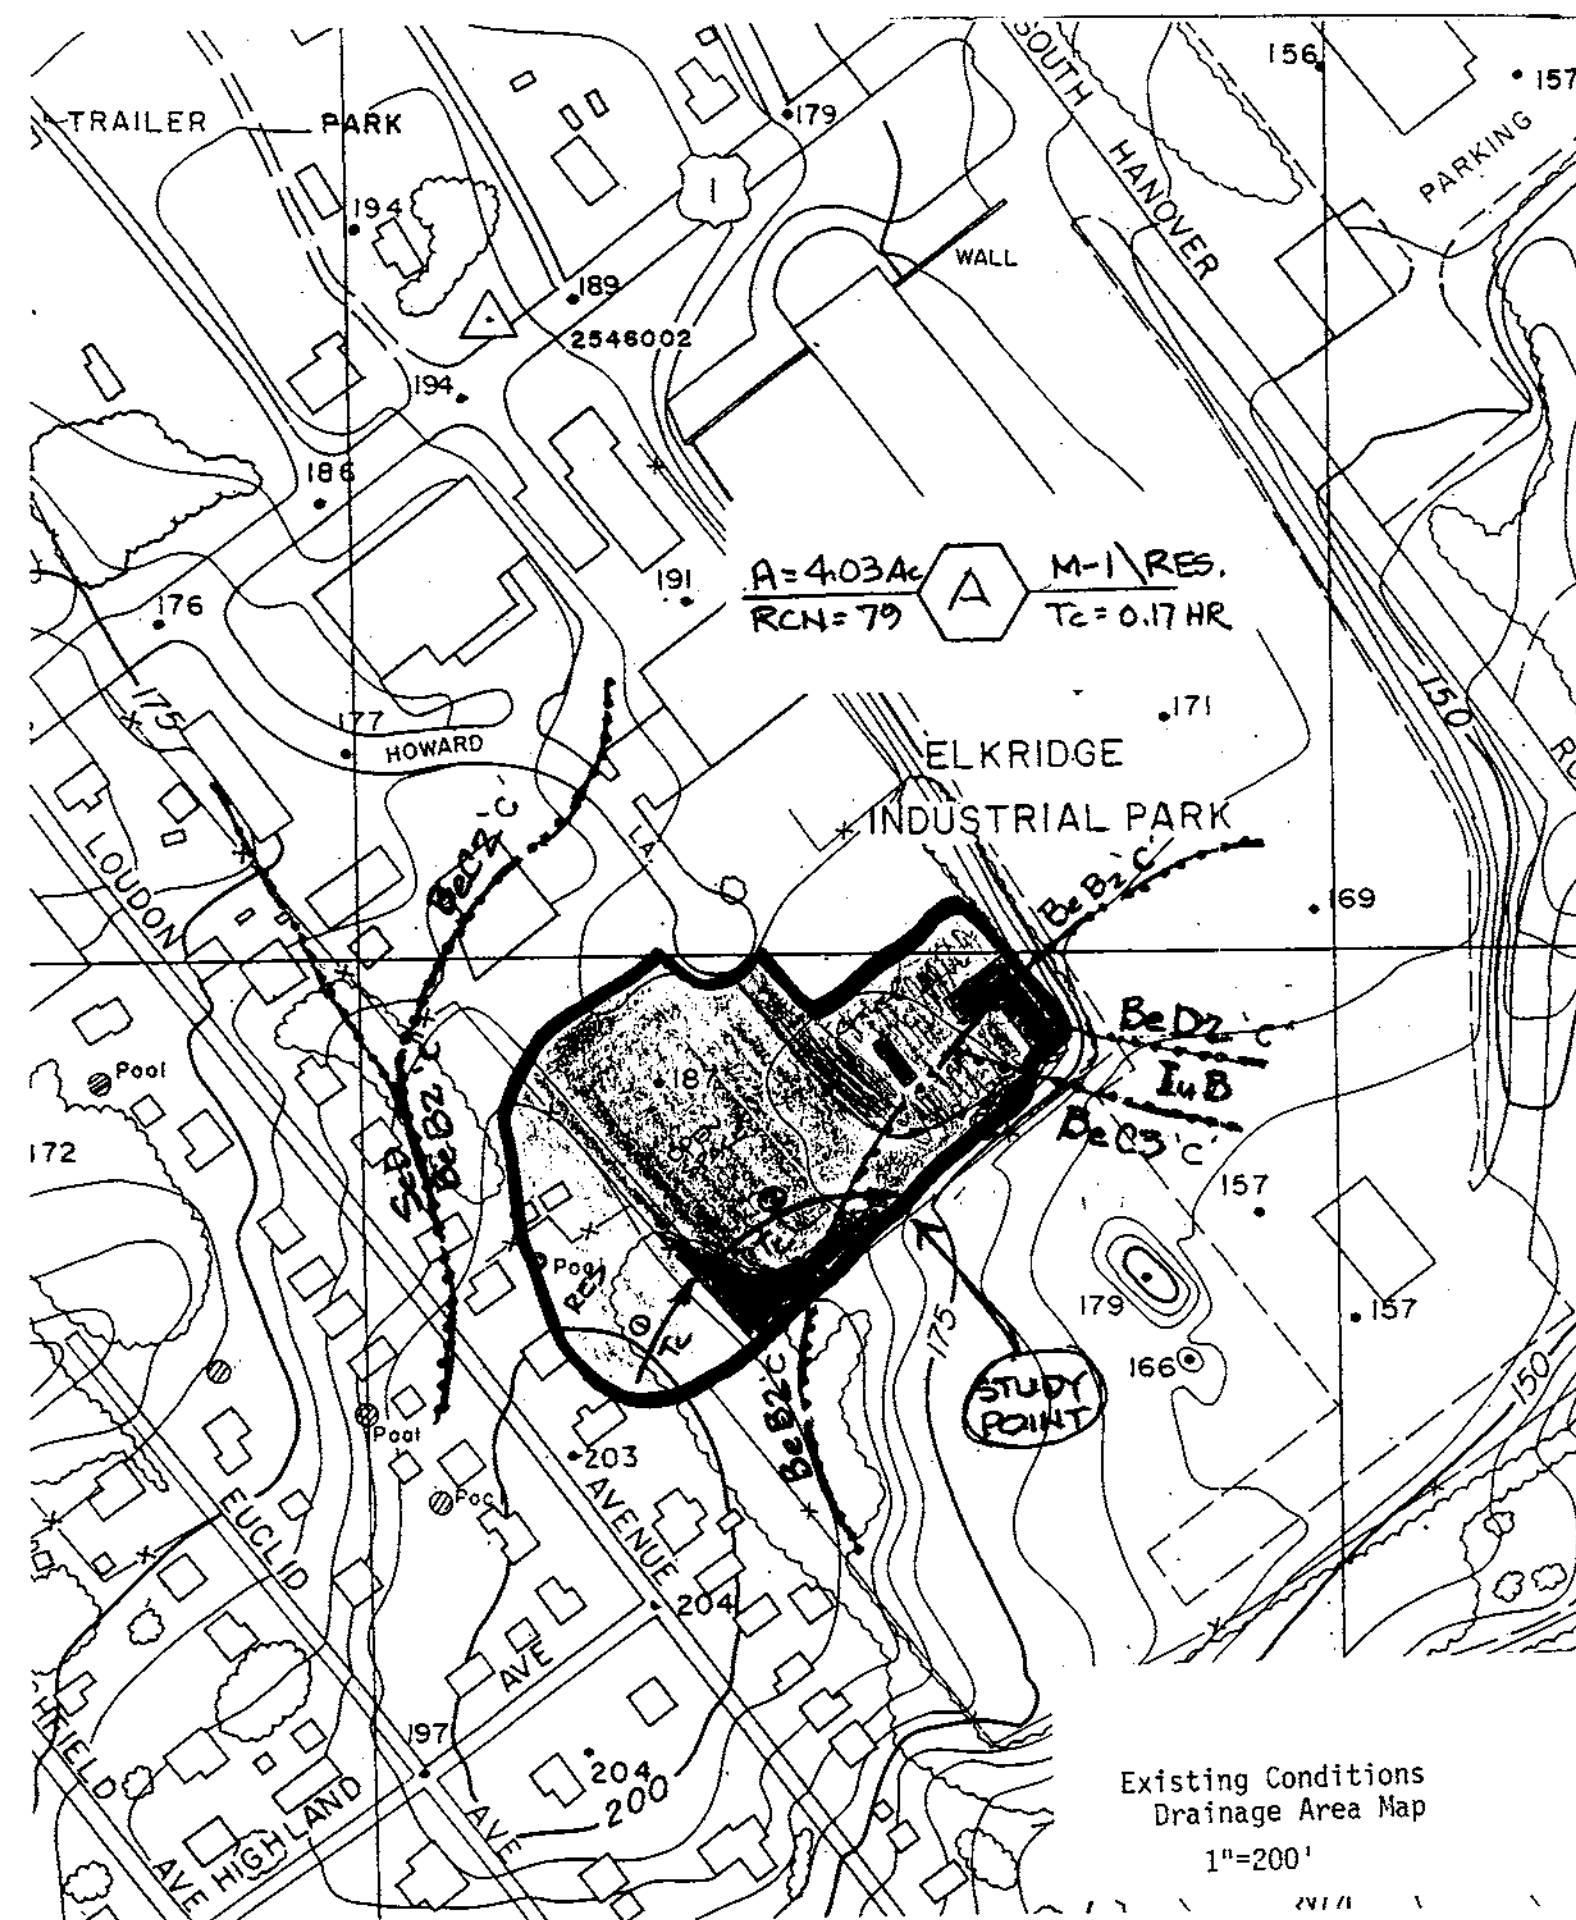 SOUTH HANOVER
156
157
TRAILER PARK
179
1
PARKING
194
WALL
189
2546002
194
186
A=4.03Ac
RCN=79
A
M-1\RES.
Tc=0.17 HR
191
176
175
171
150
177
HOWARD
ELKRIDGE
LA.
INDUSTRIAL PARK
BeC2 'C'
BeB2 'C'
LOUDON
169
BeD2 'C'
Pool
187
IuB
BeC3 'C'
BeB2 'C'
172
157
Pool
RES
Tc
179
157
1
Tc
175
166
STUDY
POINT
150
BeB2 'C'
Pool
203
Pool
EUCLID
AVENUE
204
AVE
197
204
200
HIGHLAND
AVE
AVE
Existing Conditions
Drainage Area Map
1"=200'